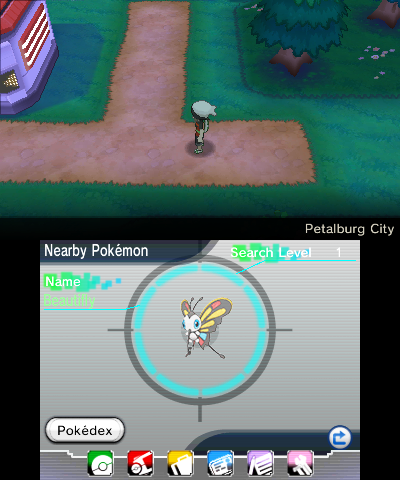 Petalburg City
Nearby Pokémon
Search Level 1
Name
Beautifly
Pokédex